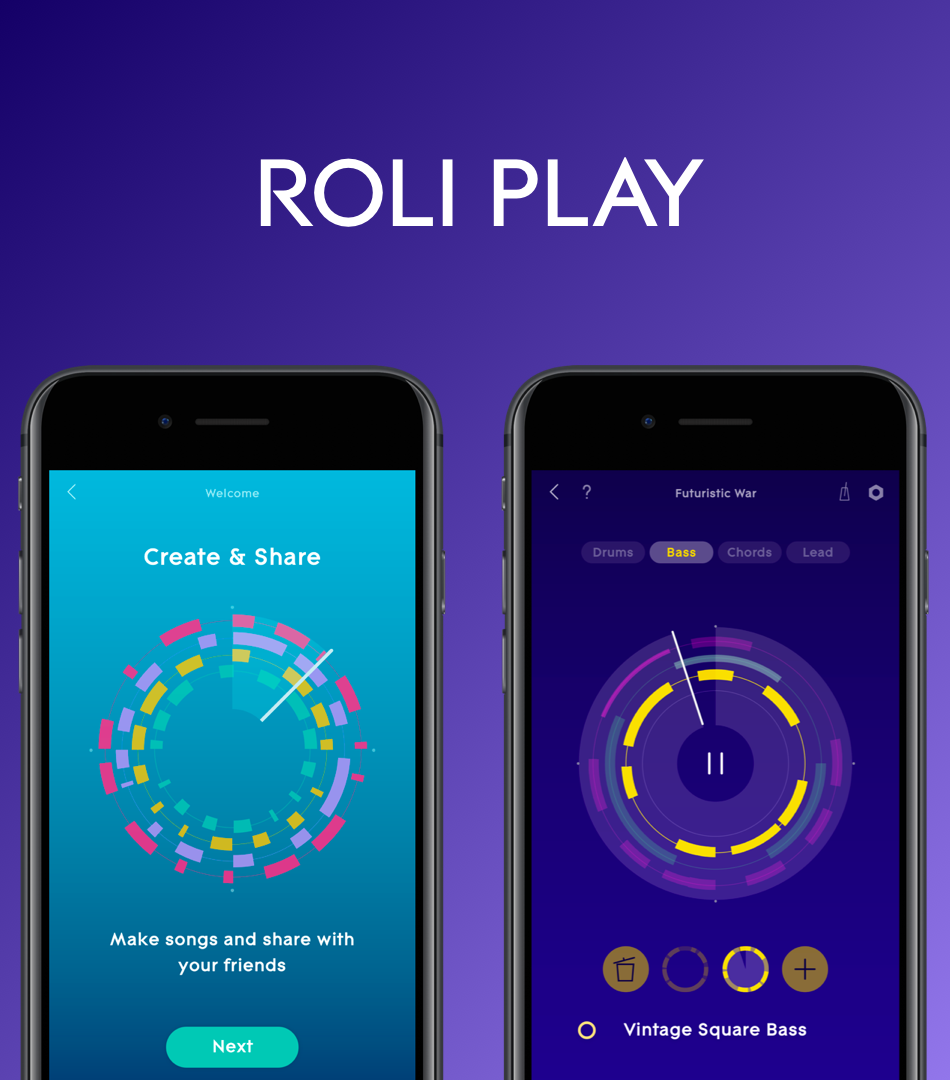 ROLI PLAY
Welcome
Create & Share
Make songs and share with
your friends
Next
? Futuristic War
Drums Bass Chords Lead
Vintage Square Bass